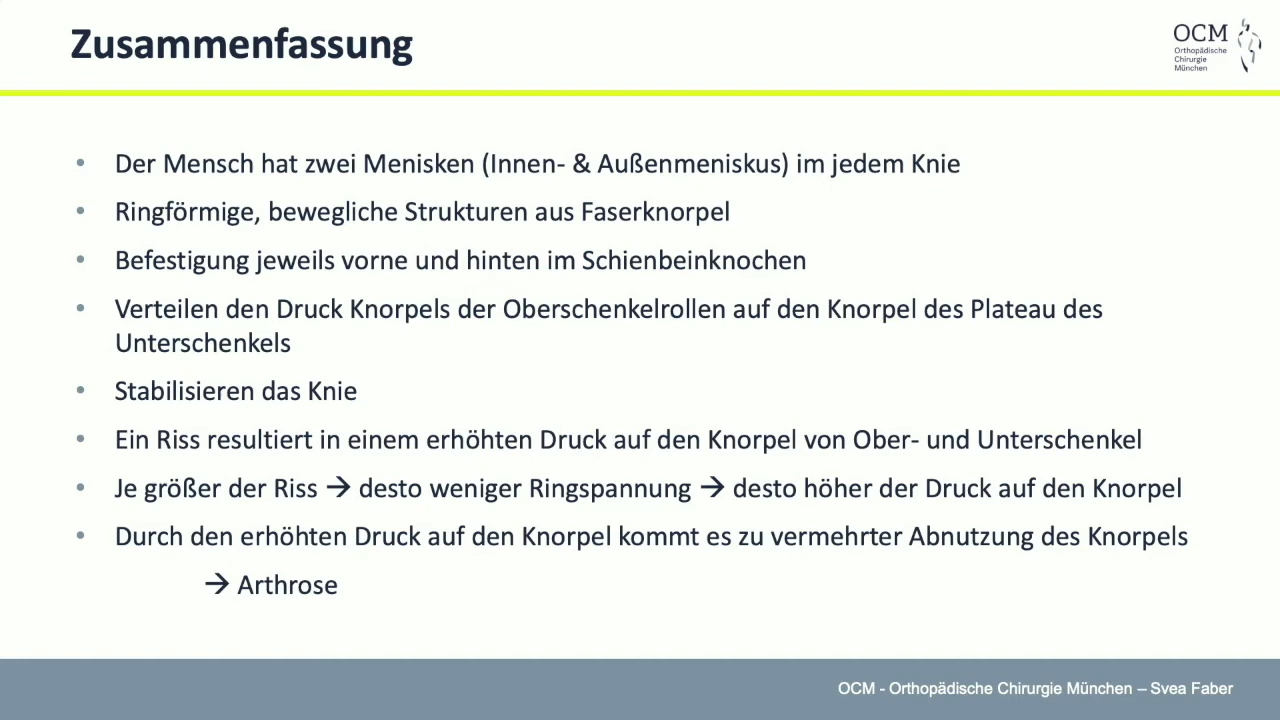 Zusammenfassung
OCM
Orthopädische
Chirurgie
München
• Der Mensch hat zwei Menisken (Innen- & Außenmeniskus) im jedem Knie
• Ringförmige, bewegliche Strukturen aus Faserknorpel
• Befestigung jeweils vorne und hinten im Schienbeinknochen
• Verteilen den Druck Knorpels der Oberschenkelrollen auf den Knorpel des Plateau des
Unterschenkels
• Stabilisieren das Knie
• Ein Riss resultiert in einem erhöhten Druck auf den Knorpel von Ober- und Unterschenkel
• Je größer der Riss → desto weniger Ringspannung → desto höher der Druck auf den Knorpel
• Durch den erhöhten Druck auf den Knorpel kommt es zu vermehrter Abnutzung des Knorpels
→ Arthrose
OCM - Orthopädische Chirurgie München – Svea Faber